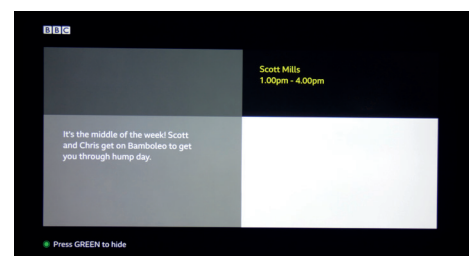 BBC
Scott Mills
1.00pm - 4.00pm
It's the middle of the week! Scott
and Chris get on Bamboleo to get
you through hump day.
Press GREEN to hide